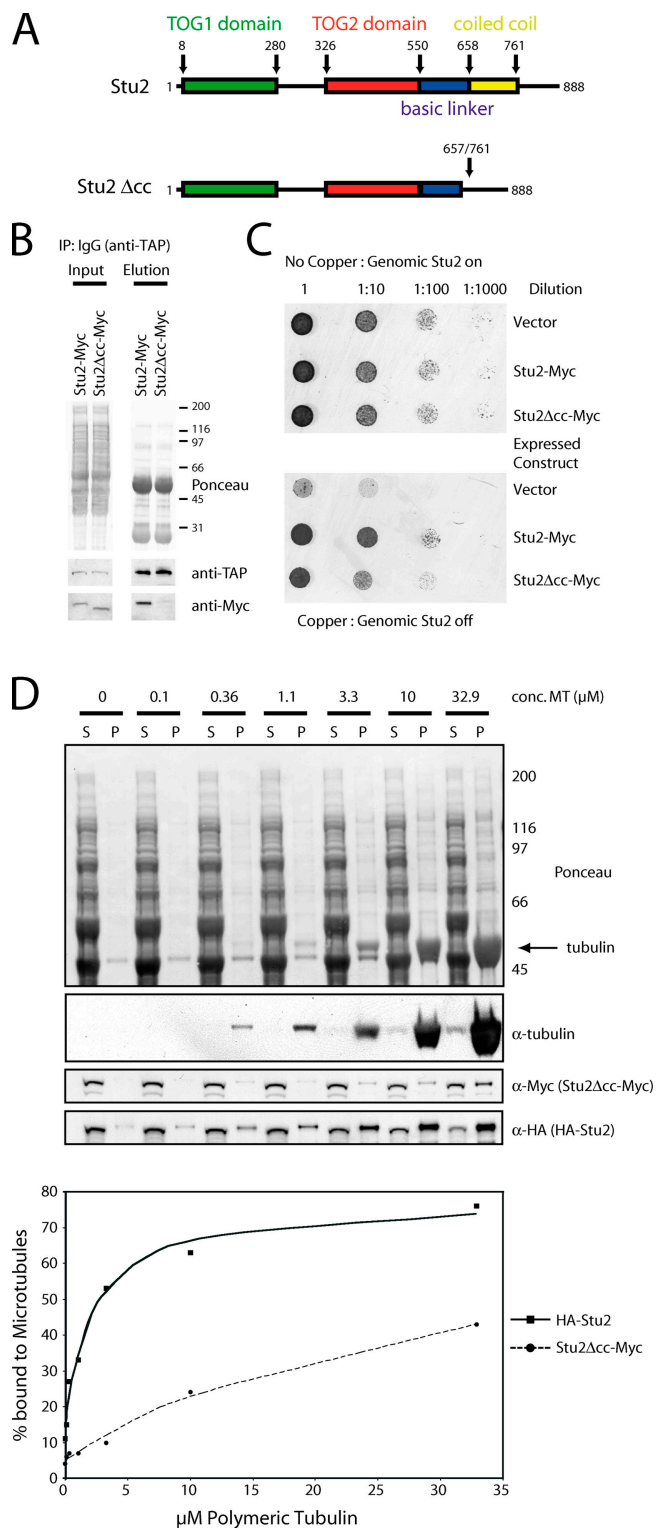 A
TOG1 domain TOG2 domain coiled coil
8 280 326 550 658 761
Stu2 1 888
basic linker
657/761
Stu2 Δcc 1 888
B
IP: IgG (anti-TAP)
Input Elution
Stu2-Myc
Stu2Δcc-Myc
Stu2-Myc
Stu2Δcc-Myc
200
116
97
66
Ponceau
45
31
anti-TAP
anti-Myc
C
No Copper : Genomic Stu2 on
1 1:10 1:100 1:1000 Dilution
Vector
Stu2-Myc
Stu2Δcc-Myc
Expressed
Construct
Vector
Stu2-Myc
Stu2Δcc-Myc
Copper : Genomic Stu2 off
D
0 0.1 0.36 1.1 3.3 10 32.9 conc. MT (μM)
S P S P S P S P S P S P S P
200
116
97
Ponceau
66
tubulin
45
α-tubulin
α-Myc (Stu2Δcc-Myc)
α-HA (HA-Stu2)
80
70
60
50
40
30
20
10
0
% bound to Microtubules
HA-Stu2
Stu2Δcc-Myc
0 5 10 15 20 25 30 35
μM Polymeric Tubulin